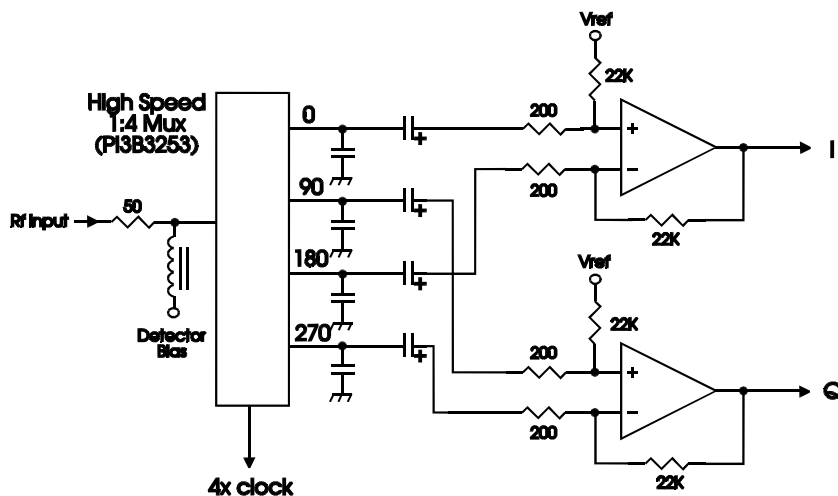 High Speed
1:4 Mux
(PI3B3253)
0
90
180
270
Rf Input
50
Detector
Bias
4x clock
Vref
22K
200
+
200
-
22K
I
Vref
22K
200
+
200
-
22K
Q
+
+
+
+